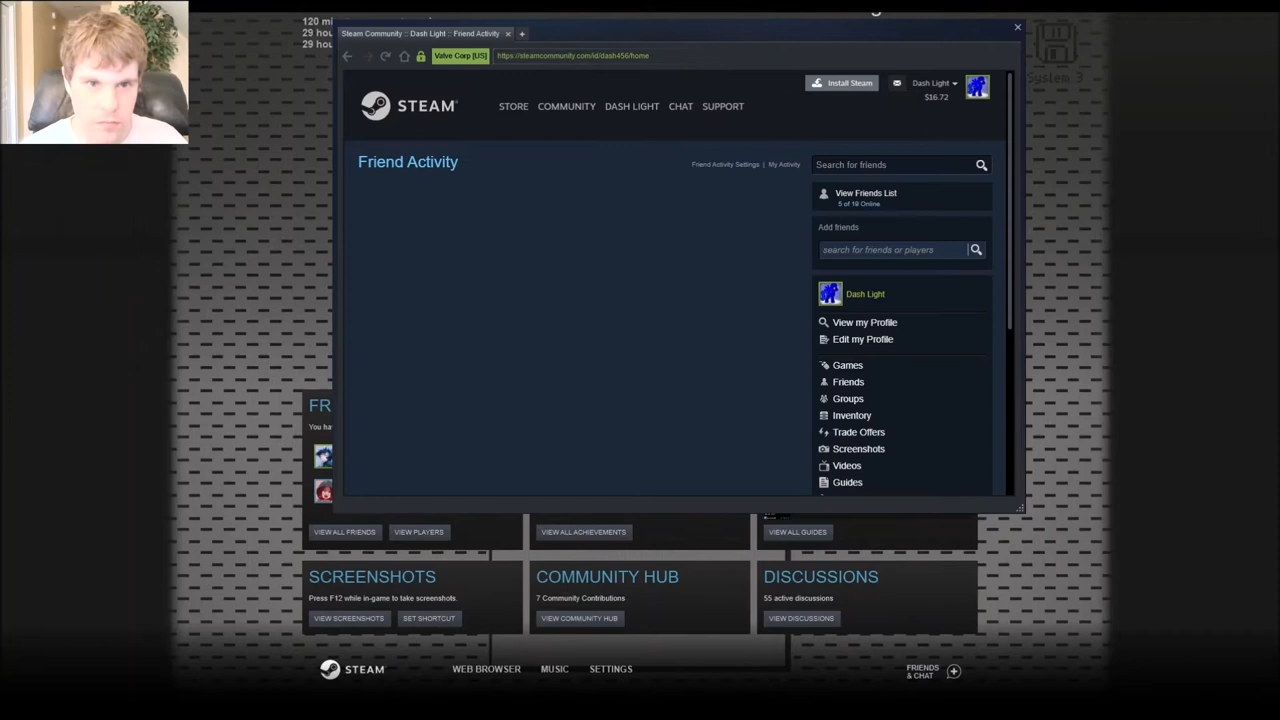 120 mi
29 hou
29 hou
Steam Community :: Dash Light :: Friend Activity
Valve Corp [US] https://steamcommunity.com/id/dash456/home
System 3
Install Steam Dash Light
$16.72
STEAM STORE COMMUNITY DASH LIGHT CHAT SUPPORT
Friend Activity Friend Activity Settings | My Activity
Search for friends
View Friends List
5 of 19 Online
Add friends
search for friends or players
Dash Light
View my Profile
Edit my Profile
Games
Friends
Groups
Inventory
Trade Offers
Screenshots
Videos
Guides
FR
You hav
VIEW ALL FRIENDS VIEW PLAYERS VIEW ALL ACHIEVEMENTS VIEW ALL GUIDES
SCREENSHOTS COMMUNITY HUB DISCUSSIONS
Press F12 while in-game to take screenshots. 7 Community Contributions 55 active discussions
VIEW SCREENSHOTS SET SHORTCUT VIEW COMMUNITY HUB VIEW DISCUSSIONS
STEAM WEB BROWSER MUSIC SETTINGS FRIENDS
& CHAT